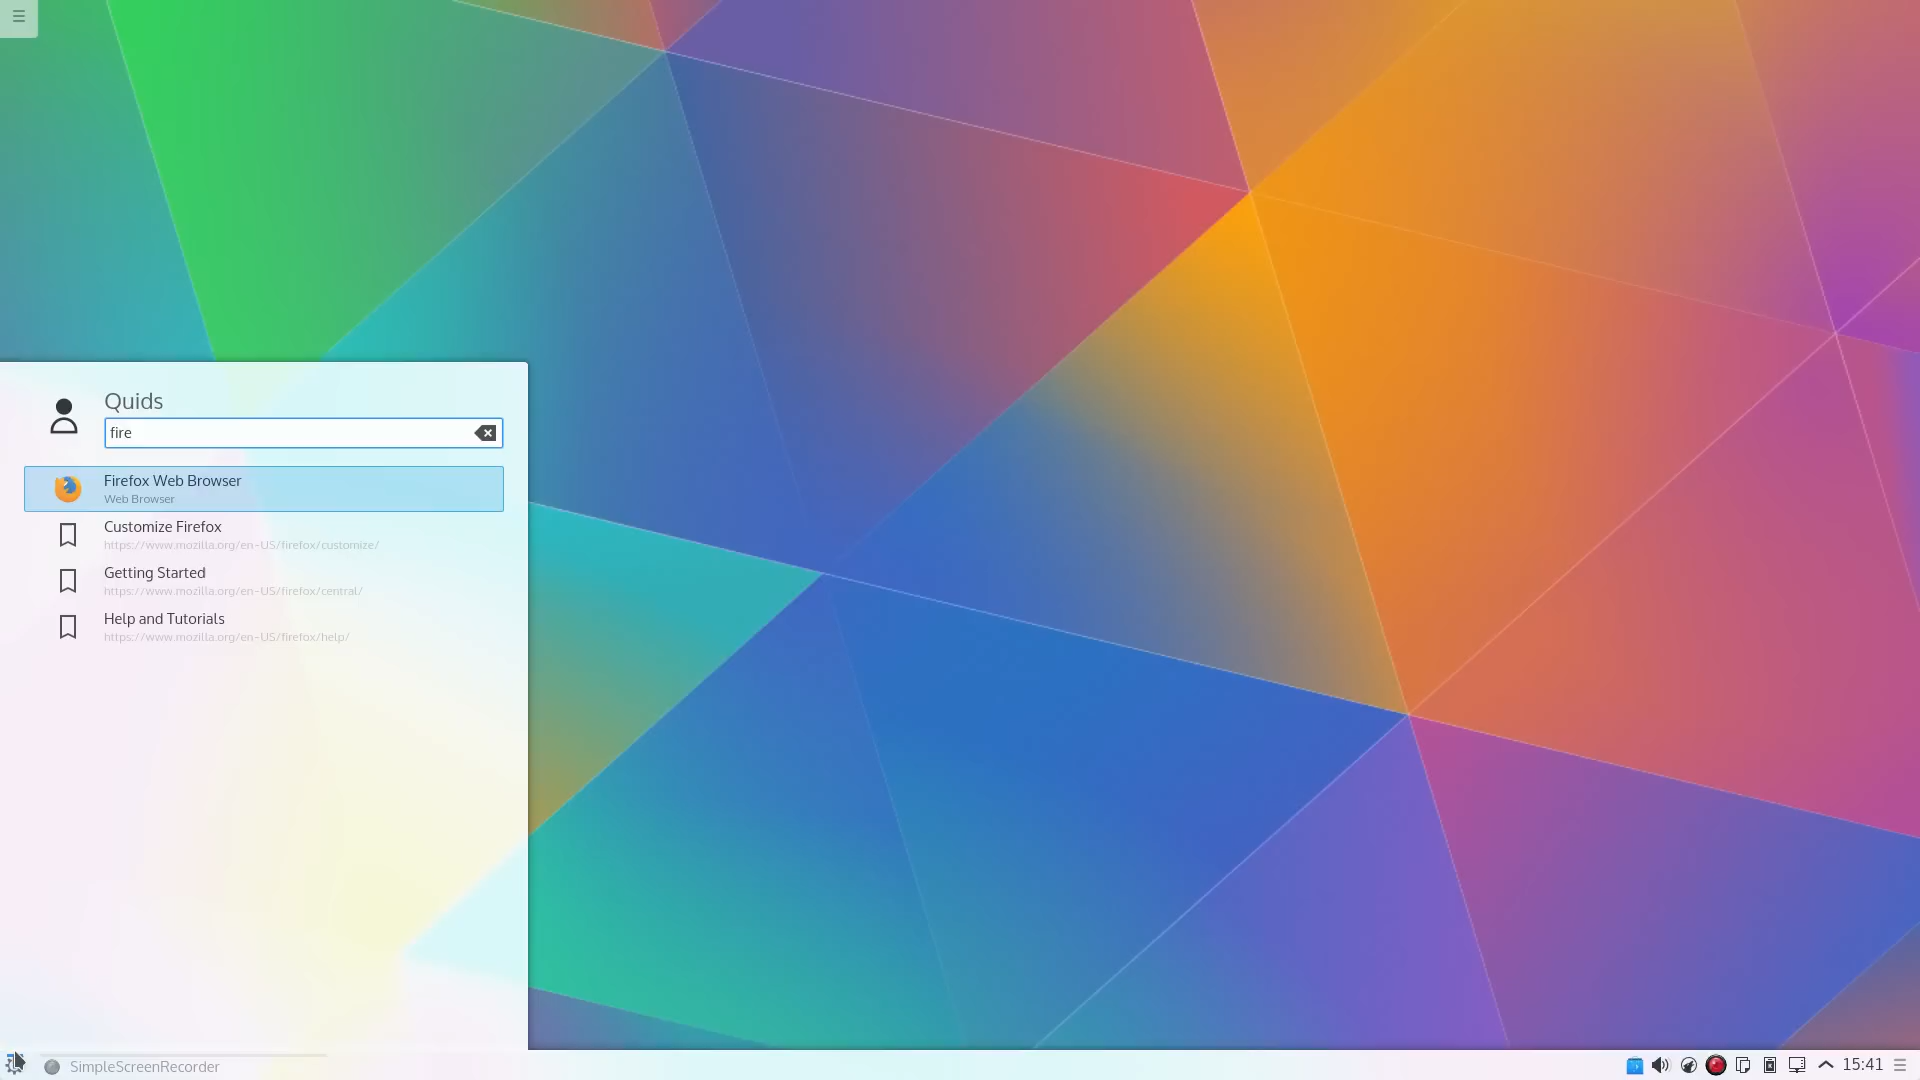 Quids
fire
Firefox Web Browser
Web Browser
Customize Firefox
https://www.mozilla.org/en-US/firefox/customize/
Getting Started
https://www.mozilla.org/en-US/firefox/central/
Help and Tutorials
https://www.mozilla.org/en-US/firefox/help/
SimpleScreenRecorder
15:41